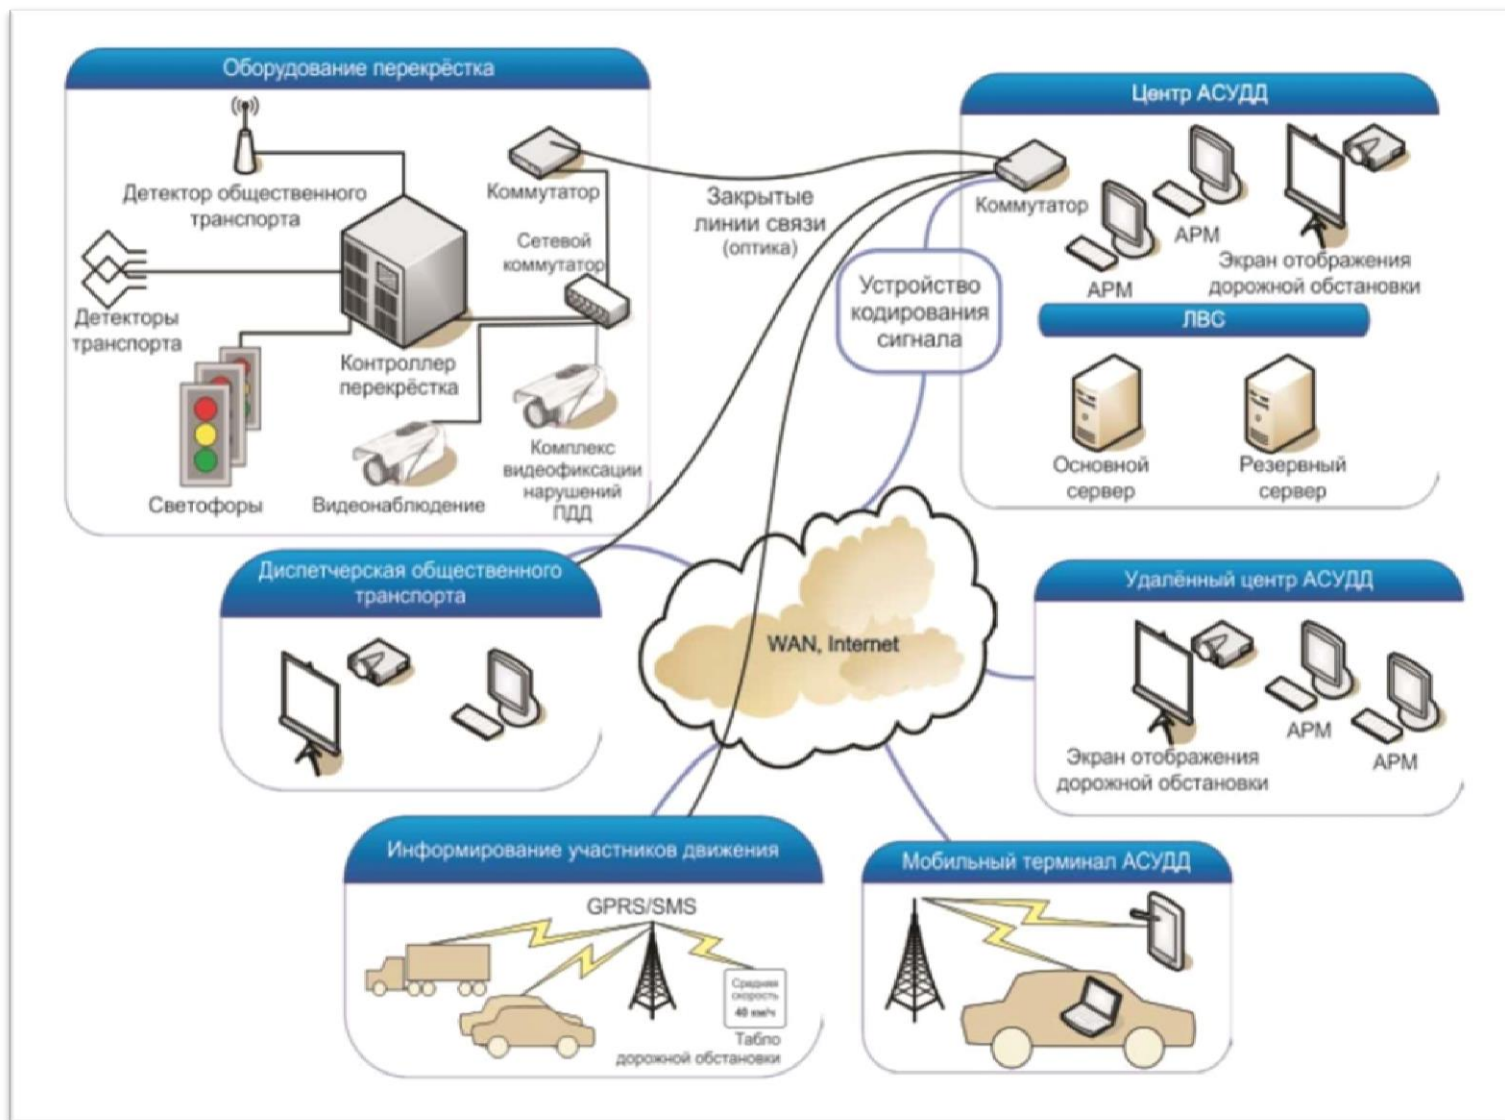 Оборудование перекрёстка
Детектор общественного
транспорта
Коммутатор
Сетевой
коммутатор
Детекторы
транспорта
Контроллер
перекрёстка
Светофоры
Видеонаблюдение
Комплекс
видеофиксации
нарушений
ПДД
Закрытые
линии связи
(оптика)
Устройство
кодирования
сигнала
Центр АСУДД
Коммутатор
АРМ
АРМ
Экран отображения
дорожной обстановки
ЛВС
Основной
сервер
Резервный
сервер
Диспетчерская общественного
транспорта
WAN, Internet
Удалённый центр АСУДД
Экран отображения
дорожной обстановки
АРМ
АРМ
Информирование участников движения
GPRS/SMS
Средняя
скорость
40 км/ч
Табло
дорожной обстановки
Мобильный терминал АСУДД